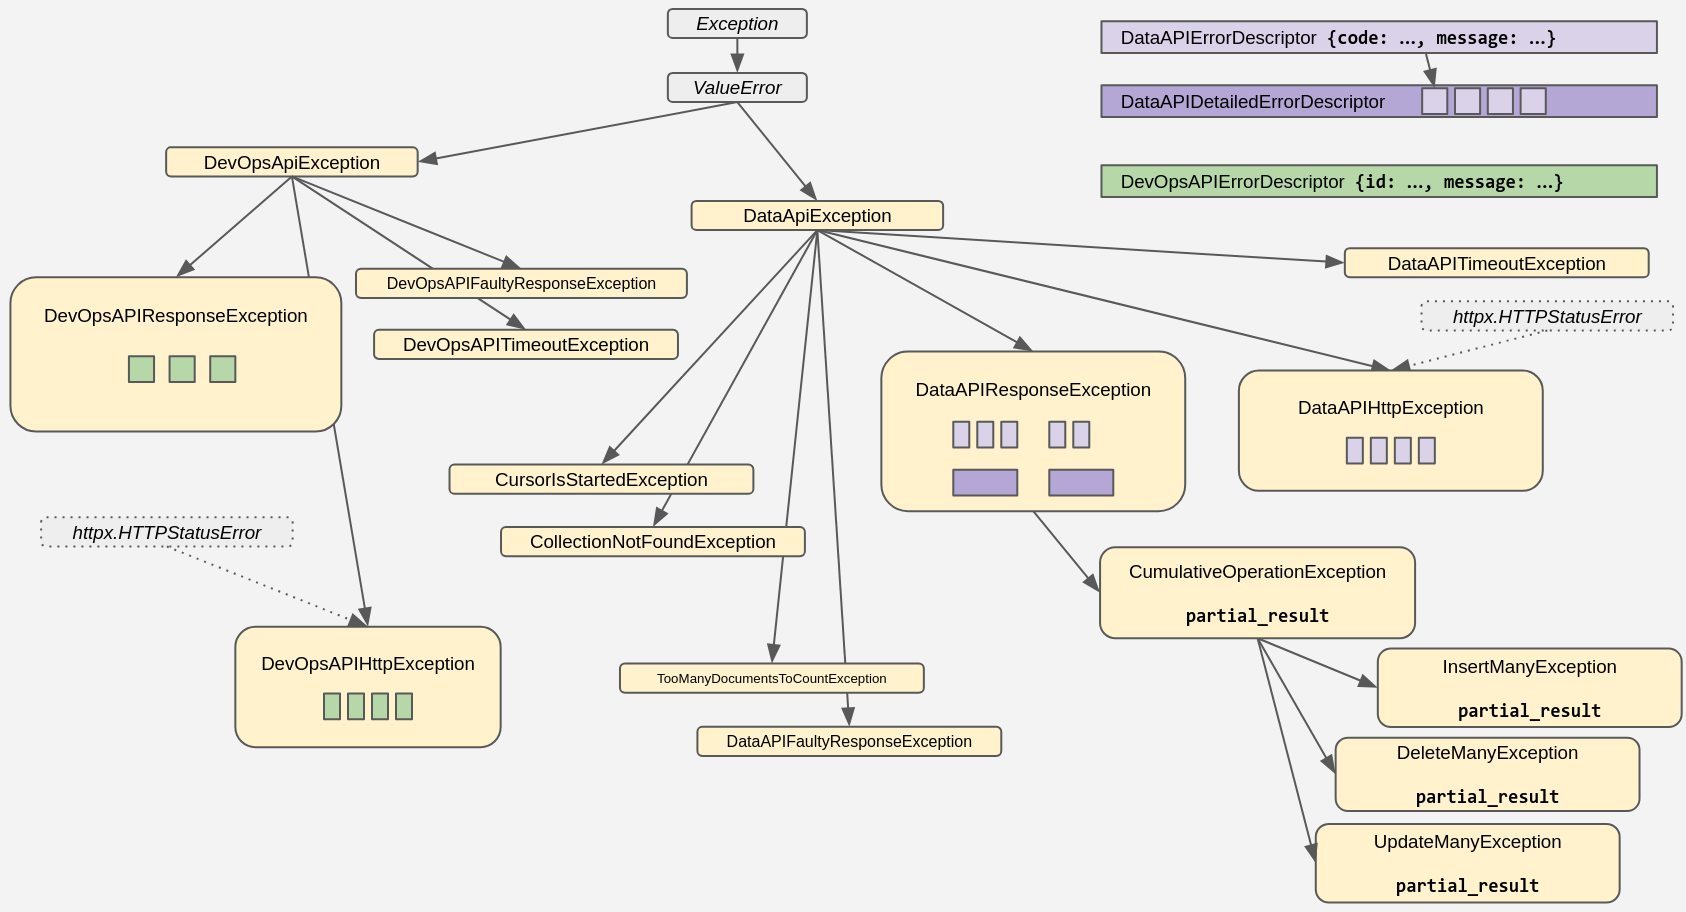 Exception
DataAPIErrorDescriptor {code: ..., message: ...}
ValueError
DataAPIDetailedErrorDescriptor
DevOpsApiException
DevOpsAPIErrorDescriptor {id: ..., message: ...}
DataApiException
DataAPITimeoutException
DevOpsAPIFaultyResponseException
DevOpsAPIResponseException
httpx.HTTPStatusError
DevOpsAPITimeoutException
DataAPIResponseException
DataAPIHttpException
CursorIsStartedException
httpx.HTTPStatusError
CollectionNotFoundException
CumulativeOperationException
partial_result
DevOpsAPIHttpException
TooManyDocumentsToCountException
InsertManyException
partial_result
DataAPIFaultyResponseException
DeleteManyException
partial_result
UpdateManyException
partial_result